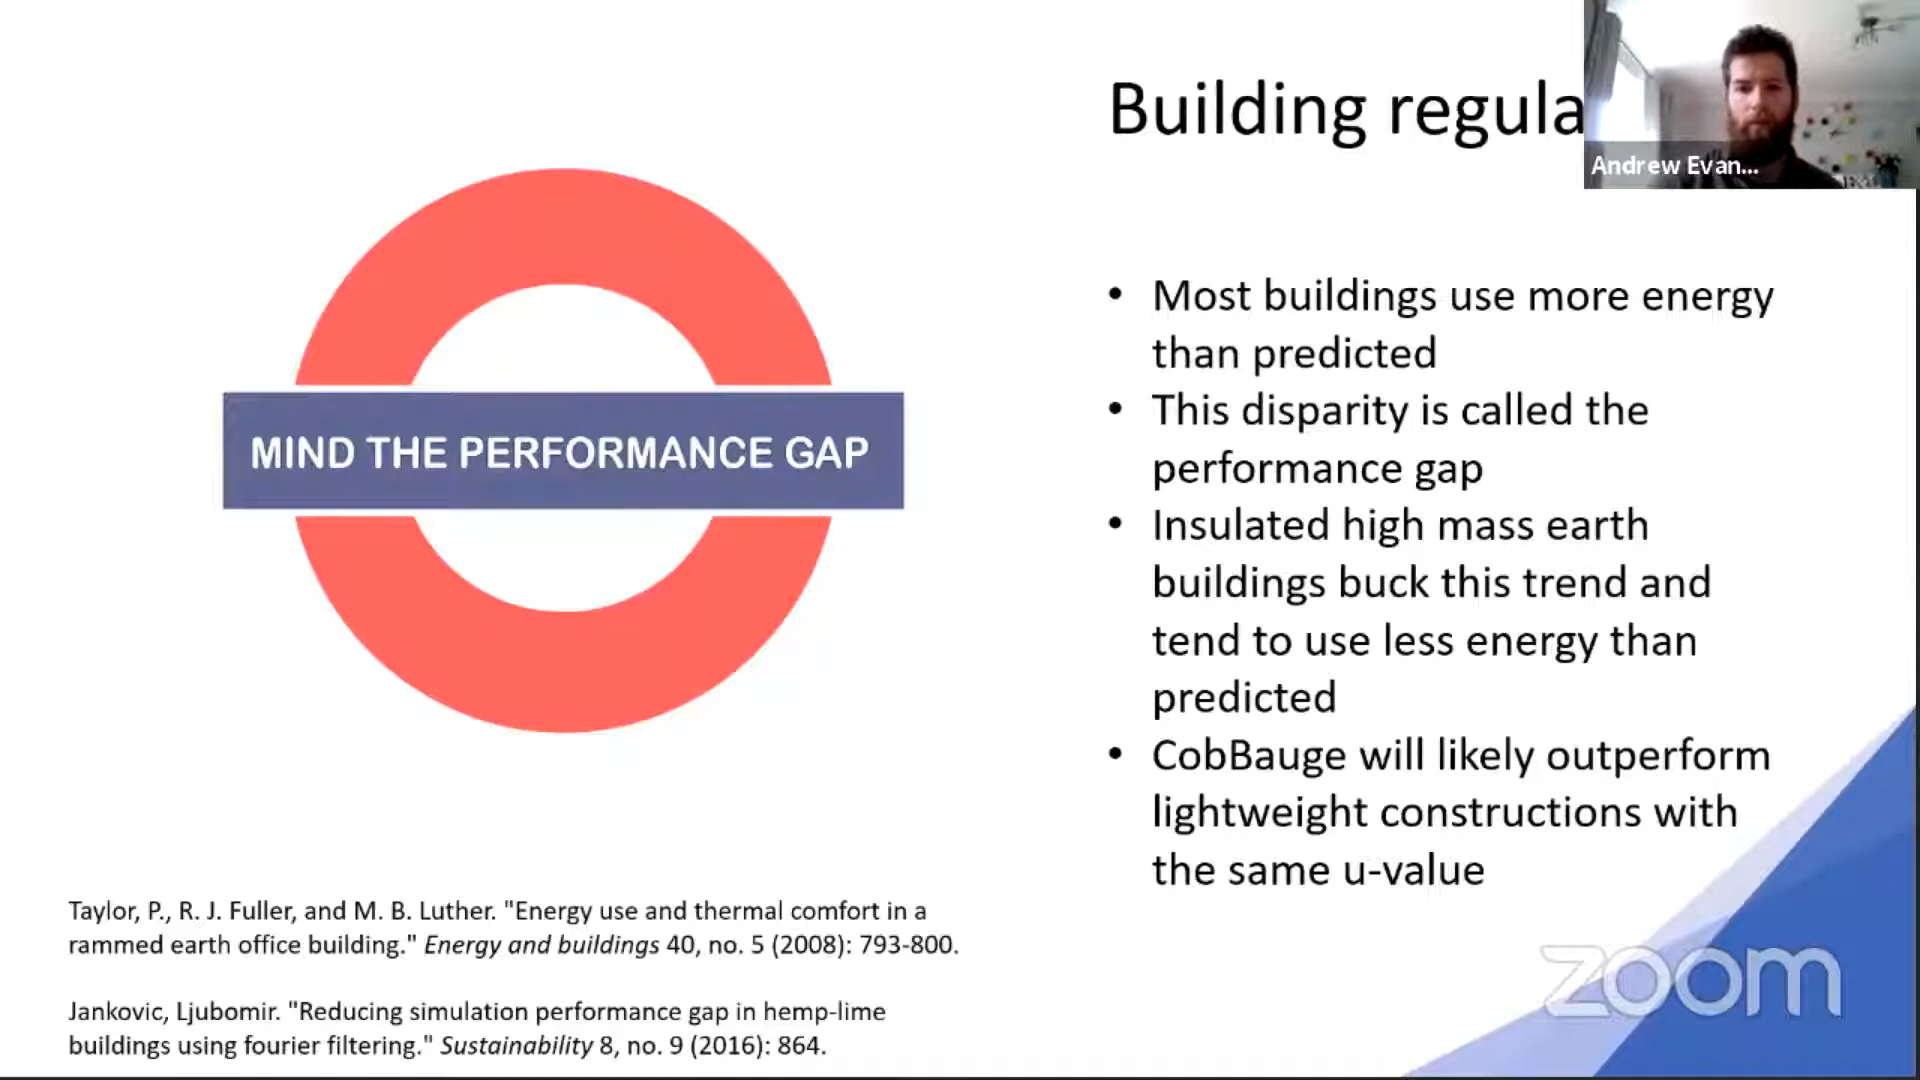 Building regula
Andrew Evan...
MIND THE PERFORMANCE GAP
• Most buildings use more energy
than predicted
• This disparity is called the
performance gap
• Insulated high mass earth
buildings buck this trend and
tend to use less energy than
predicted
• CobBauge will likely outperform
lightweight constructions with
the same u-value
Taylor, P., R. J. Fuller, and M. B. Luther. "Energy use and thermal comfort in a
rammed earth office building." Energy and buildings 40, no. 5 (2008): 793-800.
Jankovic, Ljubomir. "Reducing simulation performance gap in hemp-lime
buildings using fourier filtering." Sustainability 8, no. 9 (2016): 864.
zoom